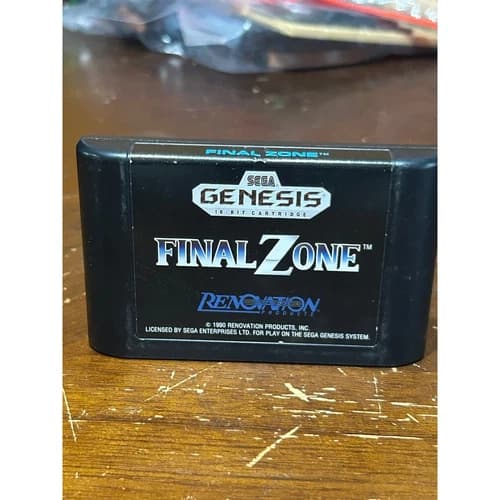 FINAL ZONE™
SEGA
GENESIS
16-BIT CARTRIDGE
FINAL ZONE™
RENOVATION
PRODUCTS
© 1990 RENOVATION PRODUCTS, INC.
LICENSED BY SEGA ENTERPRISES LTD. FOR PLAY ON THE SEGA GENESIS SYSTEM.